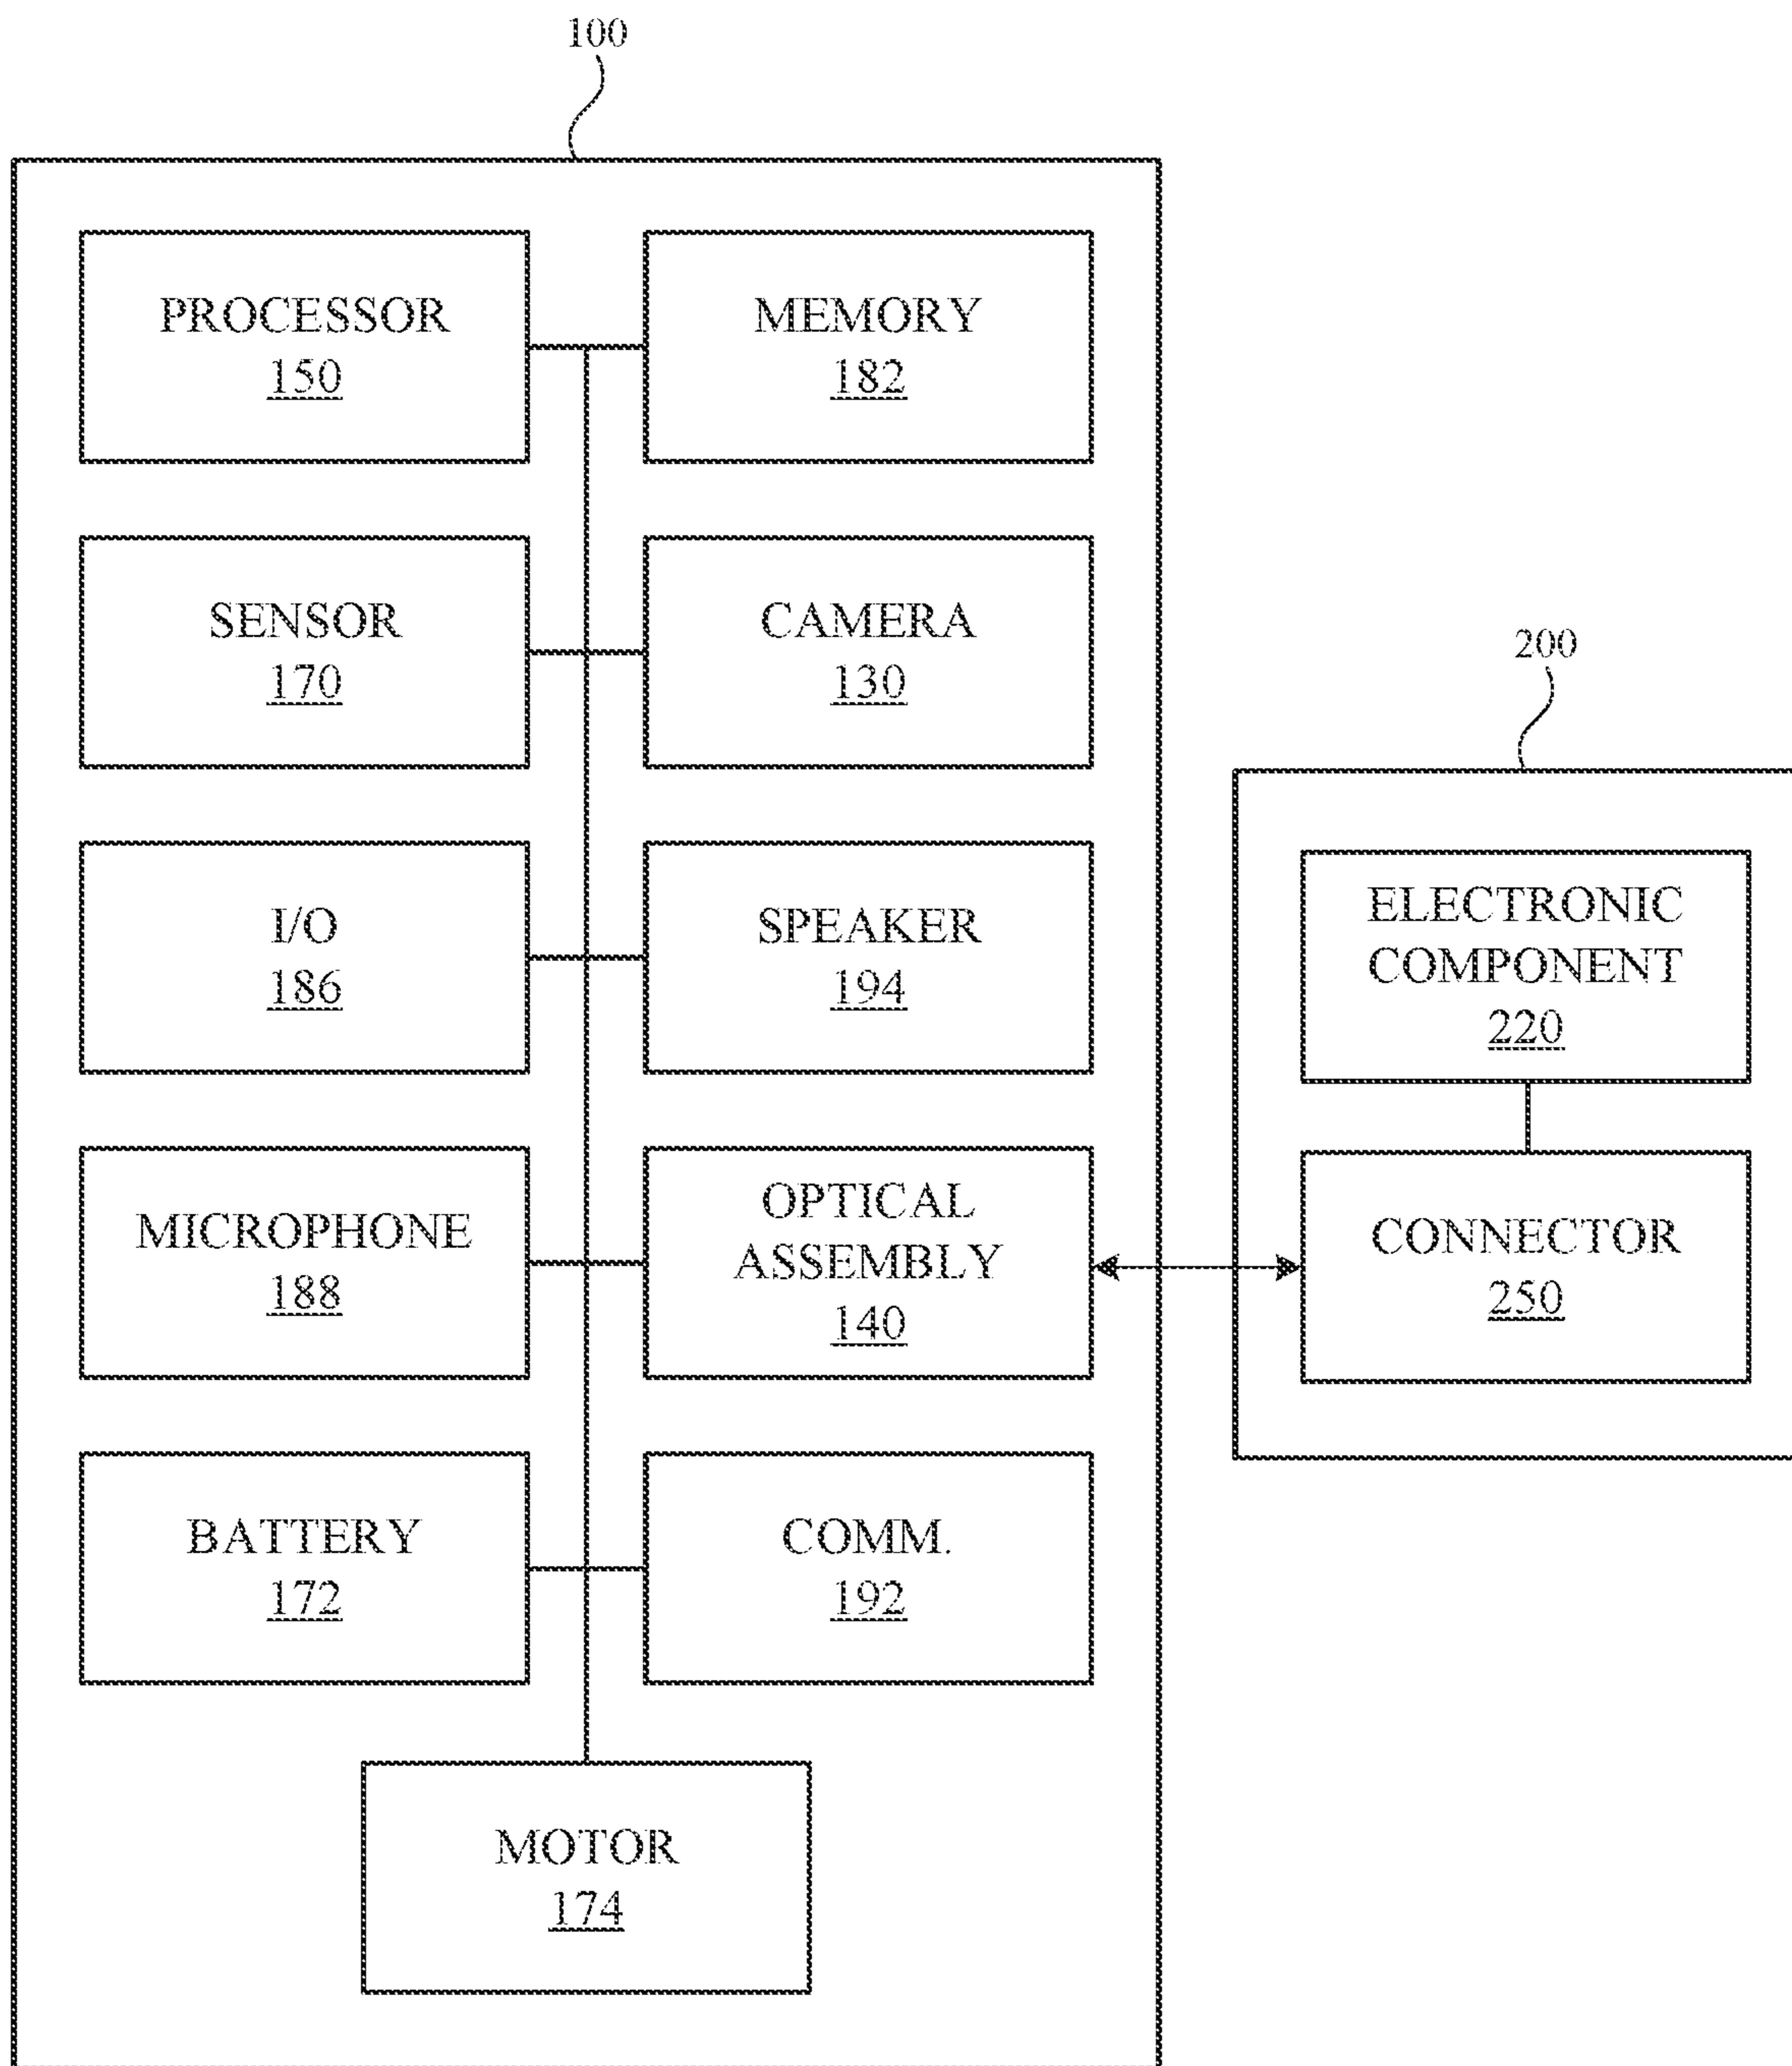 100
PROCESSOR
150
MEMORY
182
SENSOR
170
CAMERA
130
I/O
186
SPEAKER
194
MICROPHONE
188
OPTICAL
ASSEMBLY
140
BATTERY
172
COMM.
192
MOTOR
174
200
ELECTRONIC
COMPONENT
220
CONNECTOR
250